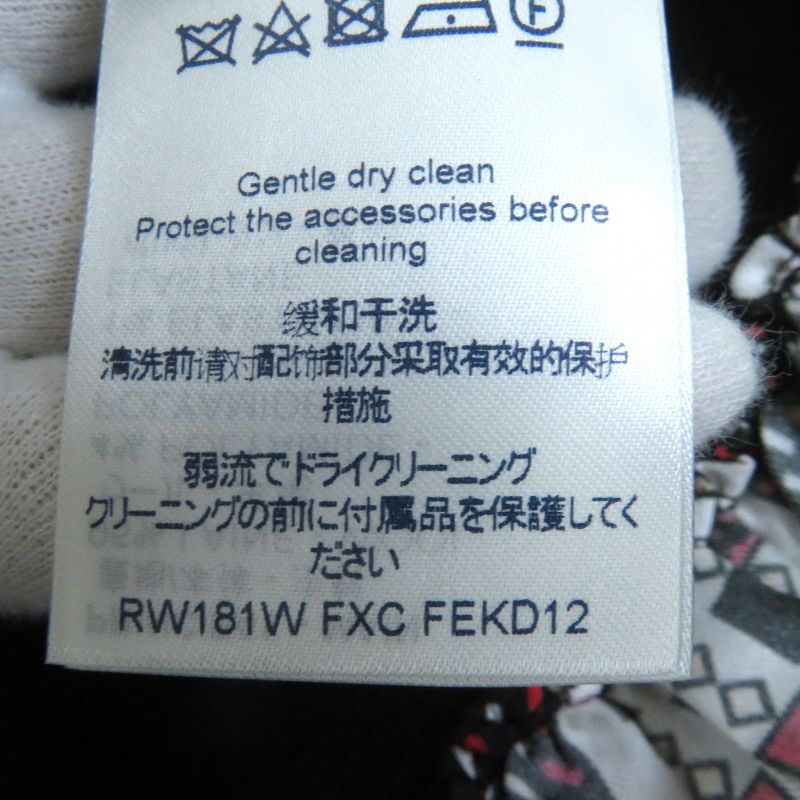 F
Gentle dry clean
Protect the accessories before
cleaning
缓和干洗
清洗前请对配饰部分采取有效的保护
措施
弱流でドライクリーニング
クリーニングの前に付属品を保護してく
ださい
RW181W FXC FEKD12